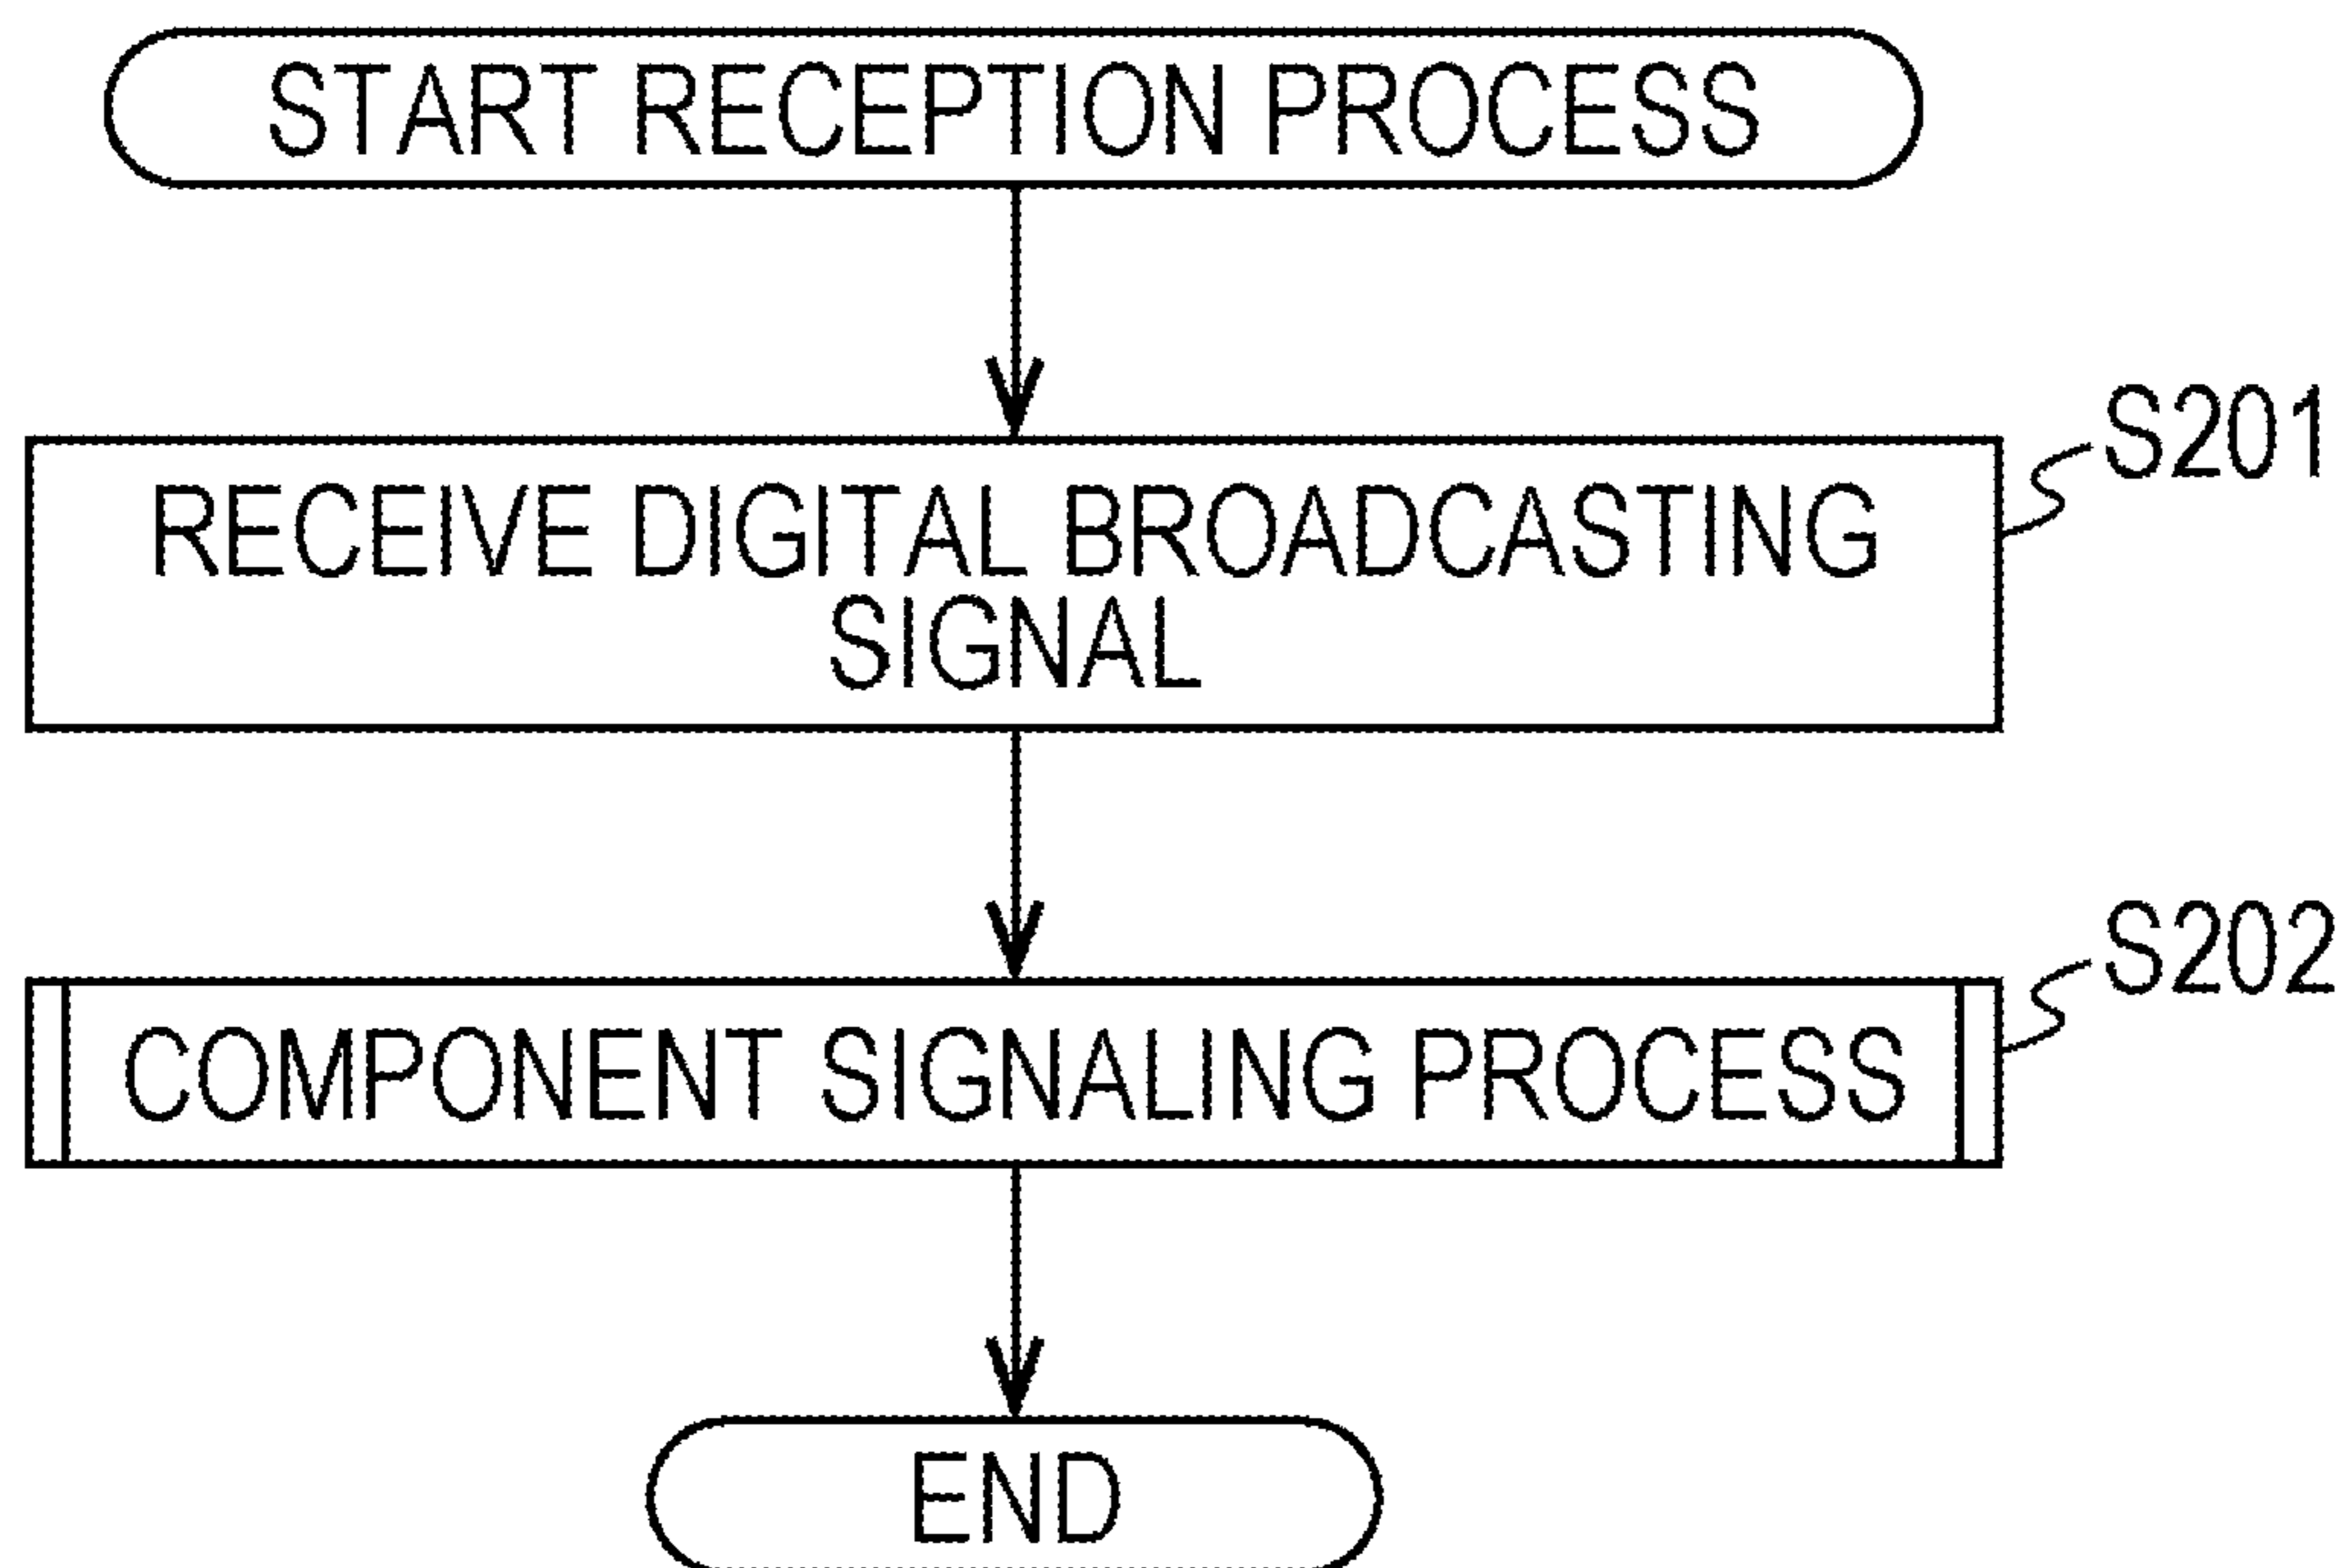 START RECEPTION PROCESS
S201
RECEIVE DIGITAL BROADCASTING
SIGNAL
S202
COMPONENT SIGNALING PROCESS
END